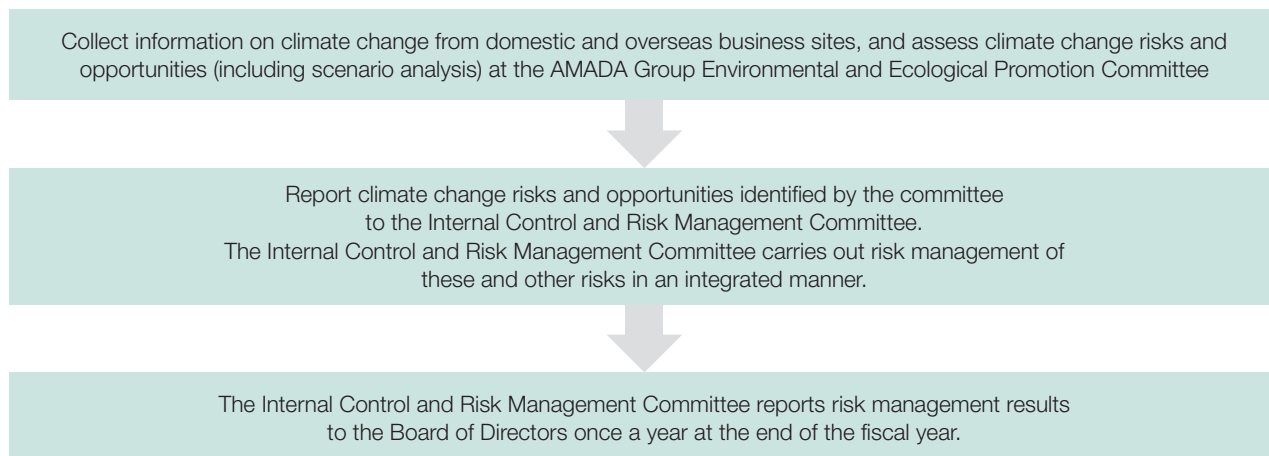 Collect information on climate change from domestic and overseas business sites, and assess climate change risks and
opportunities (including scenario analysis) at the AMADA Group Environmental and Ecological Promotion Committee
Report climate change risks and opportunities identified by the committee
to the Internal Control and Risk Management Committee.
The Internal Control and Risk Management Committee carries out risk management of
these and other risks in an integrated manner.
The Internal Control and Risk Management Committee reports risk management results
to the Board of Directors once a year at the end of the fiscal year.